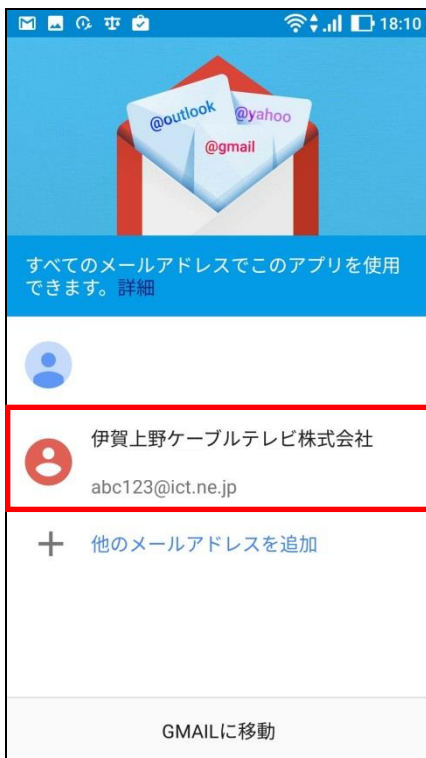 18:10
@outlook
@yahoo
@gmail
すべてのメールアドレスでこのアプリを使用
できます。詳細
伊賀上野ケーブルテレビ株式会社
abc123@ict.ne.jp
他のメールアドレスを追加
GMAILに移動